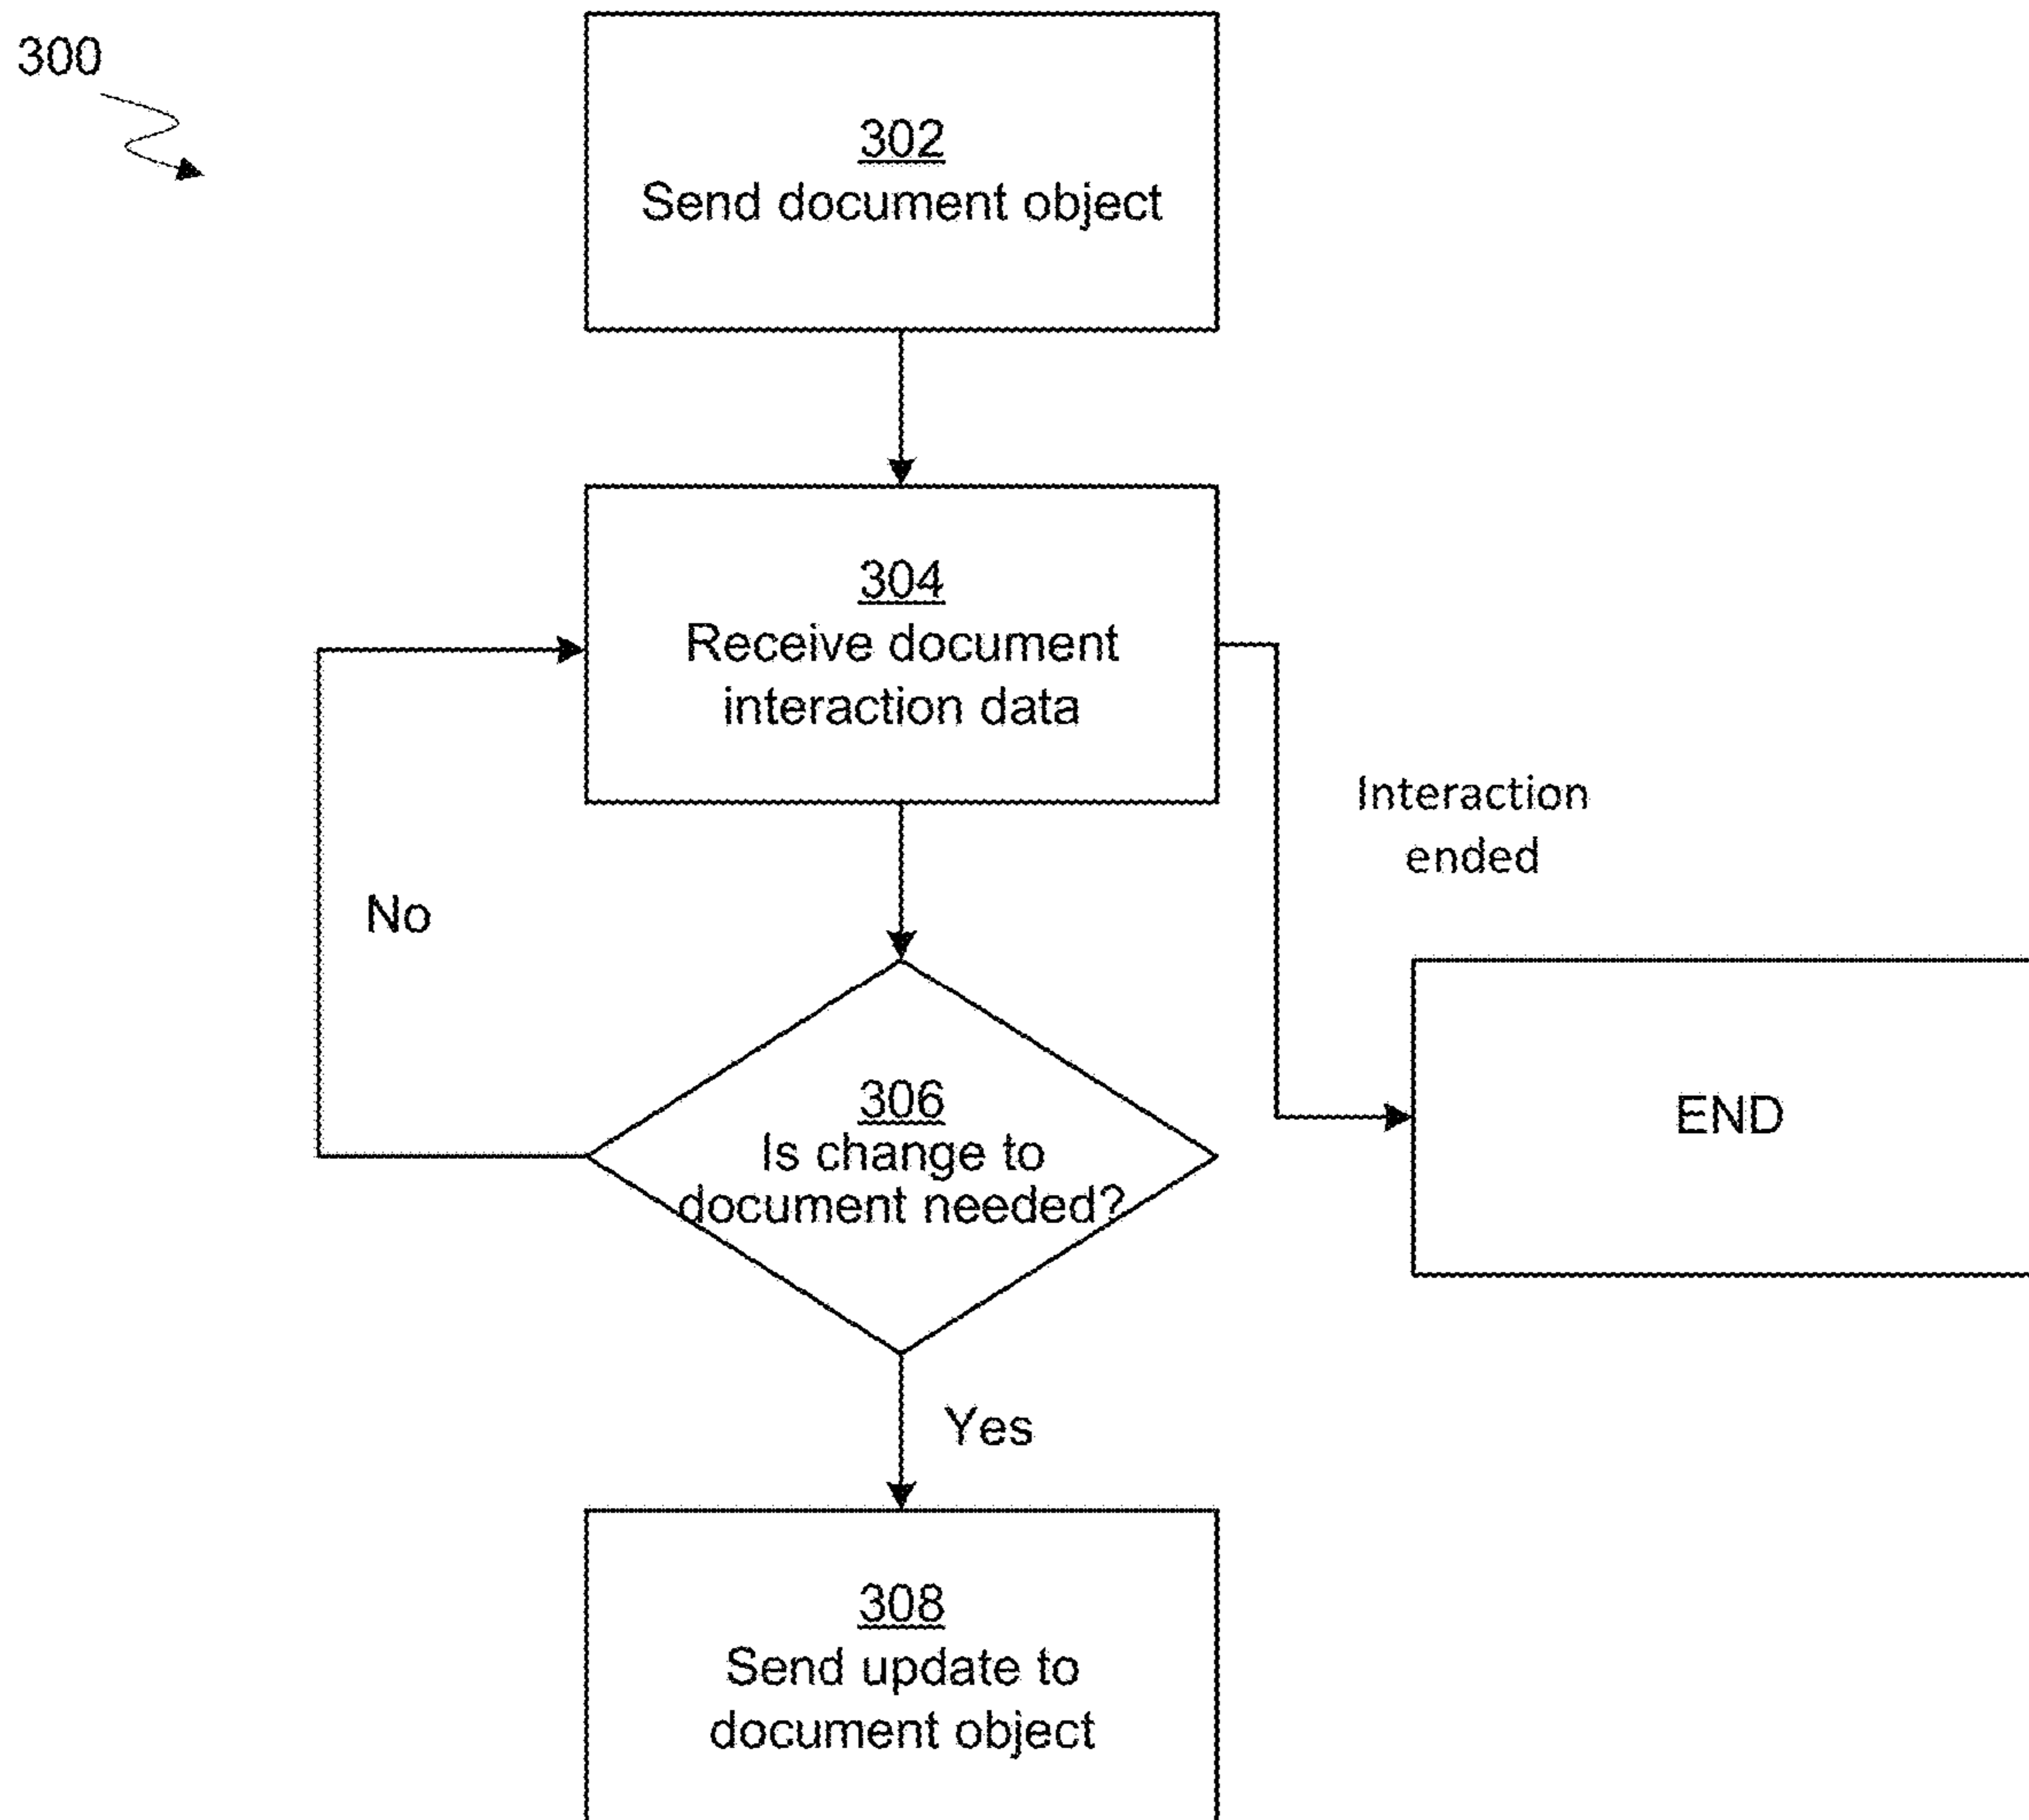 300
302
Send document object
304
Receive document
interaction data
Interaction
ended
No
306
Is change to
document needed?
END
Yes
308
Send update to
document object